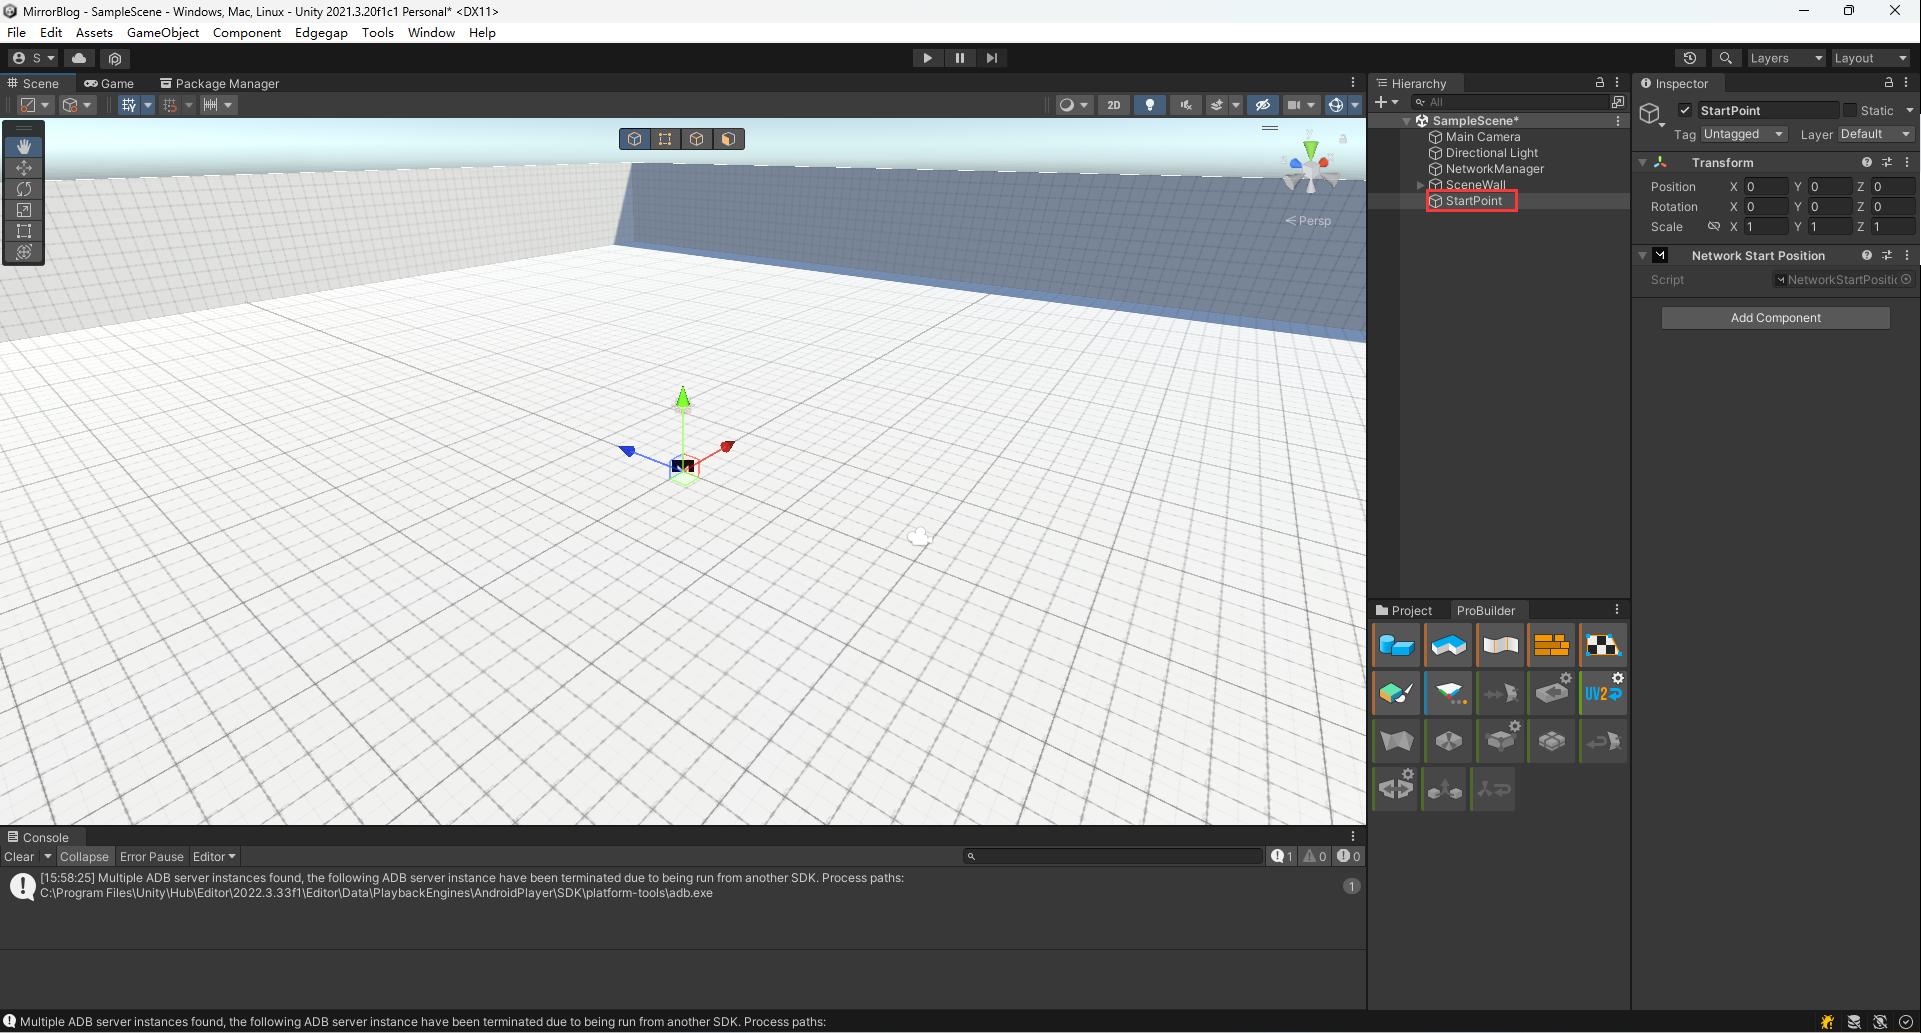 MirrorBlog - SampleScene - Windows, Mac, Linux - Unity 2021.3.20f1c1 Personal* <DX11>
File Edit Assets GameObject Component Edgegap Tools Window Help
S Layers Layout
Scene Game Package Manager
2D
Persp
Hierarchy
All
SampleScene*
Main Camera
Directional Light
NetworkManager
SceneWall
StartPoint
Inspector
StartPoint Static
Tag Untagged Layer Default
Transform
Position X 0 Y 0 Z 0
Rotation X 0 Y 0 Z 0
Scale X 1 Y 1 Z 1
Network Start Position
Script NetworkStartPositic
Add Component
Project ProBuilder
UV2
Console
Clear Collapse Error Pause Editor 1 0 0
[15:58:25] Multiple ADB server instances found, the following ADB server instance have been terminated due to being run from another SDK. Process paths:
C:\Program Files\Unity\Hub\Editor\2022.3.33f1\Editor\Data\PlaybackEngines\AndroidPlayer\SDK\platform-tools\adb.exe
1
Multiple ADB server instances found, the following ADB server instance have been terminated due to being run from another SDK. Process paths: